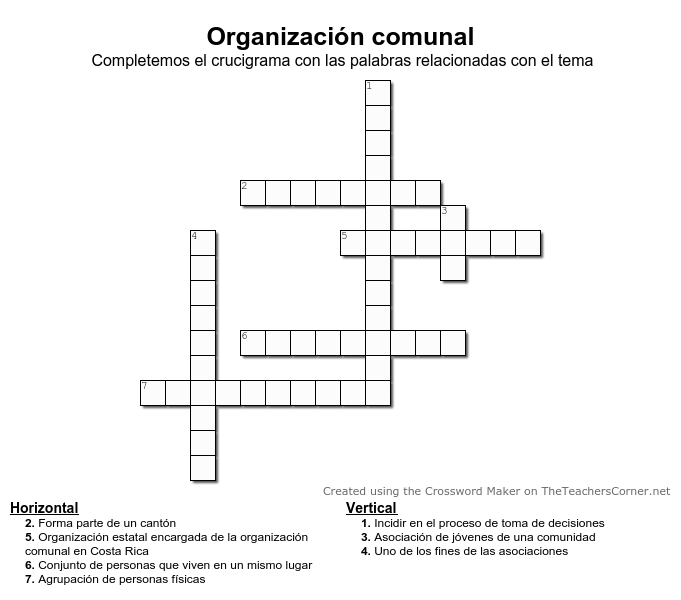 Organización comunal
Completemos el crucigrama con las palabras relacionadas con el tema
1
2
3
4
5
6
7
Created using the Crossword Maker on TheTeachersCorner.net
Horizontal
2. Forma parte de un cantón
5. Organización estatal encargada de la organización
comunal en Costa Rica
6. Conjunto de personas que viven en un mismo lugar
7. Agrupación de personas físicas
Vertical
1. Incidir en el proceso de toma de decisiones
3. Asociación de jóvenes de una comunidad
4. Uno de los fines de las asociaciones